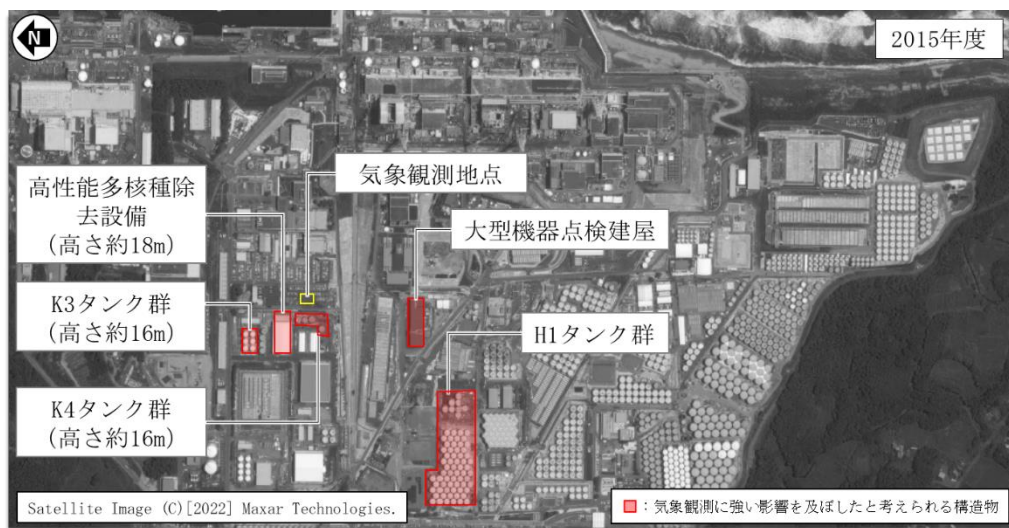 N
2015年度
気象観測地点
高性能多核種除
去設備
(高さ約18m)
大型機器点検建屋
K3タンク群
(高さ約16m)
H1タンク群
K4タンク群
(高さ約16m)
Satellite Image (C)[2022] Maxar Technologies.
:気象観測に強い影響を及ぼしたと考えられる構造物